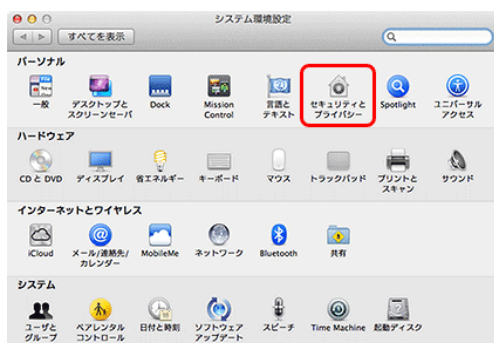 システム環境設定
すべてを表示
パーソナル
一般
デスクトップと
スクリーンセーバ
Dock
Mission
Control
言語と
テキスト
セキュリティと
プライバシー
Spotlight
ユニバーサル
アクセス
ハードウェア
CD と DVD
ディスプレイ
省エネルギー
キーボード
マウス
トラックパッド
プリントと
スキャン
サウンド
インターネットとワイヤレス
iCloud
メール/連絡先/
カレンダー
MobileMe
ネットワーク
Bluetooth
共有
システム
ユーザと
グループ
ペアレンタル
コントロール
日付と時刻
ソフトウェア
アップデート
スピーチ
Time Machine
起動ディスク